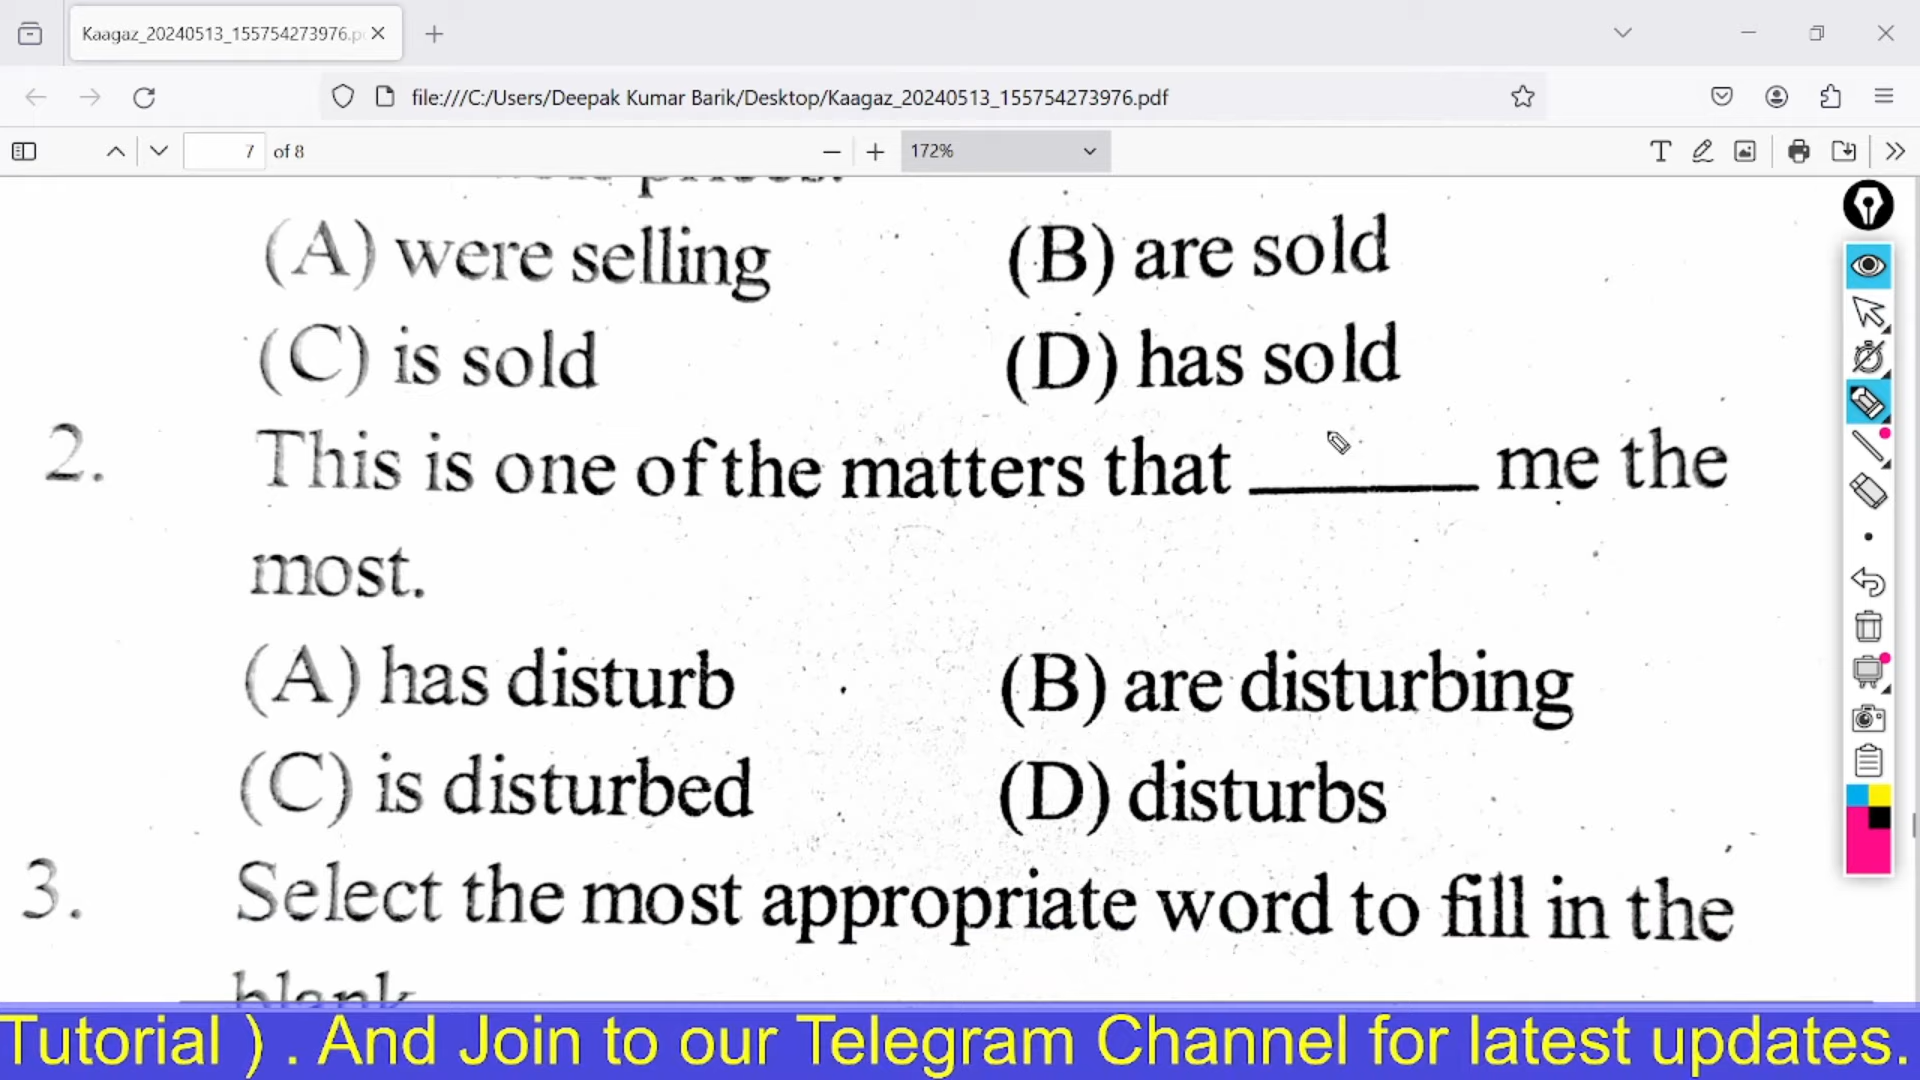 Kaagaz_20240513_155754273976.p
file:///C:/Users/Deepak Kumar Barik/Desktop/Kaagaz_20240513_155754273976.pdf
7 of 8
172%
prices.
(A) were selling (B) are sold
(C) is sold (D) has sold
2. This is one of the matters that ______ me the
most.
(A) has disturb (B) are disturbing
(C) is disturbed (D) disturbs
3. Select the most appropriate word to fill in the
blank
Tutorial ) . And Join to our Telegram Channel for latest updates.